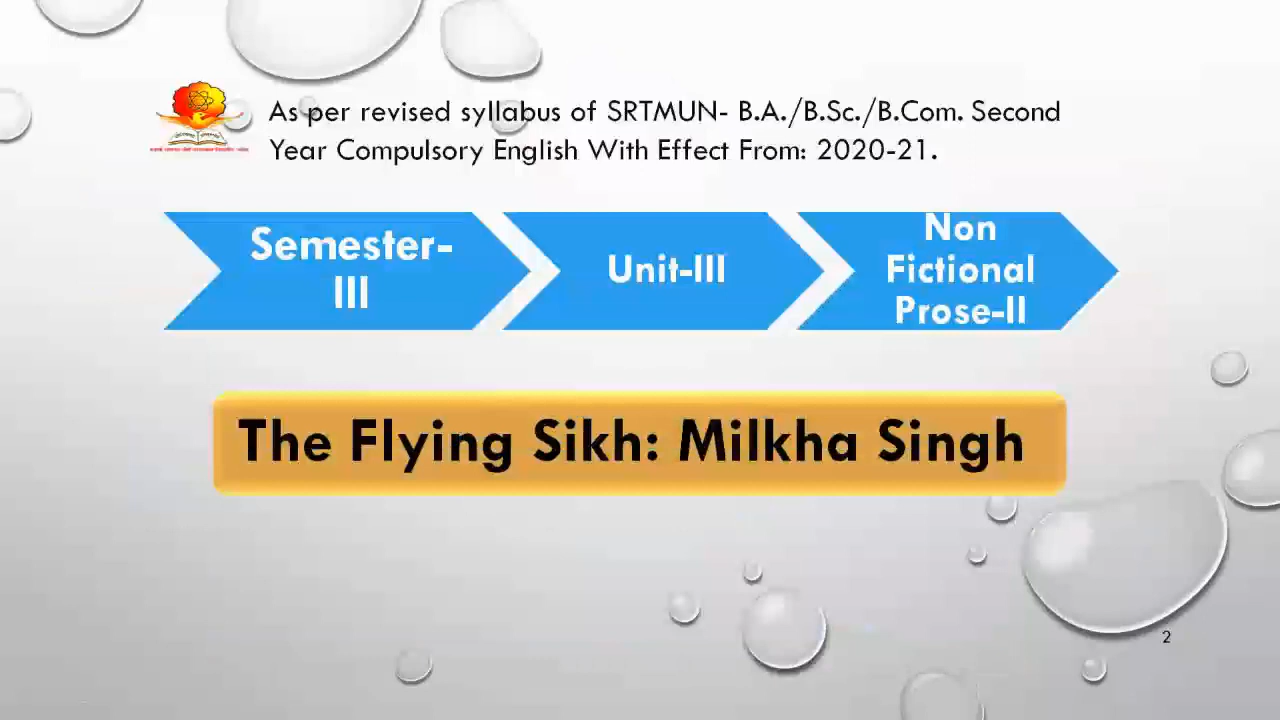 As per revised syllabus of SRTMUN- B.A./B.Sc./B.Com. Second
Year Compulsory English With Effect From: 2020-21.
Semester-
III
Unit-III
Non
Fictional
Prose-II
The Flying Sikh: Milkha Singh
2